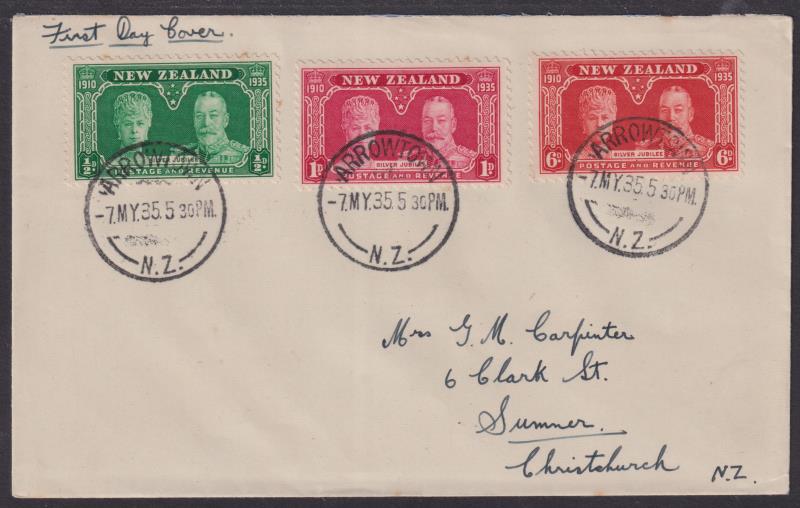 First Day Cover.
NEW ZEALAND
1910 1935
SILVER JUBILEE
½D ½D
POSTAGE AND REVENUE
NEW ZEALAND
1910 1935
SILVER JUBILEE
1D 1D
POSTAGE AND REVENUE
NEW ZEALAND
1910 1935
SILVER JUBILEE
6D 6D
POSTAGE AND REVENUE
ARROWTOWN
-7.MY.35.5 30PM.
N.Z.
ARROWTOWN
-7.MY.35.5 30PM.
N.Z.
ARROWTOWN
-7.MY.35.5 30PM.
N.Z.
Mrs G. M. Carpinter
6 Clark St.
Sumner.
Christchurch N.Z.